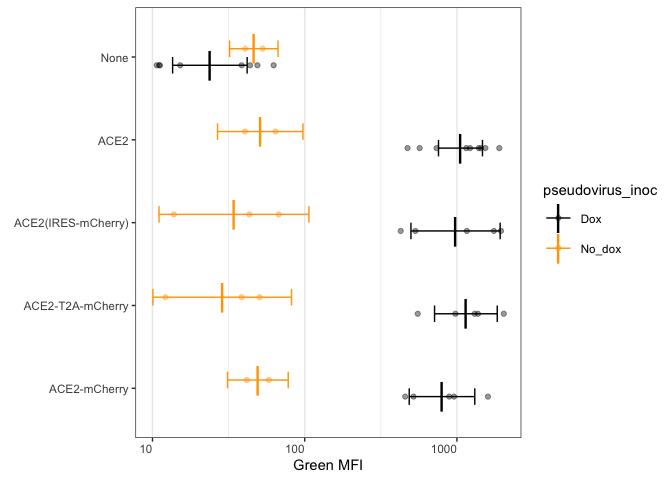 None
ACE2
ACE2(IRES-mCherry)
ACE2-T2A-mCherry
ACE2-mCherry
10
100
1000
Green MFI
pseudovirus_inoc
Dox
No_dox